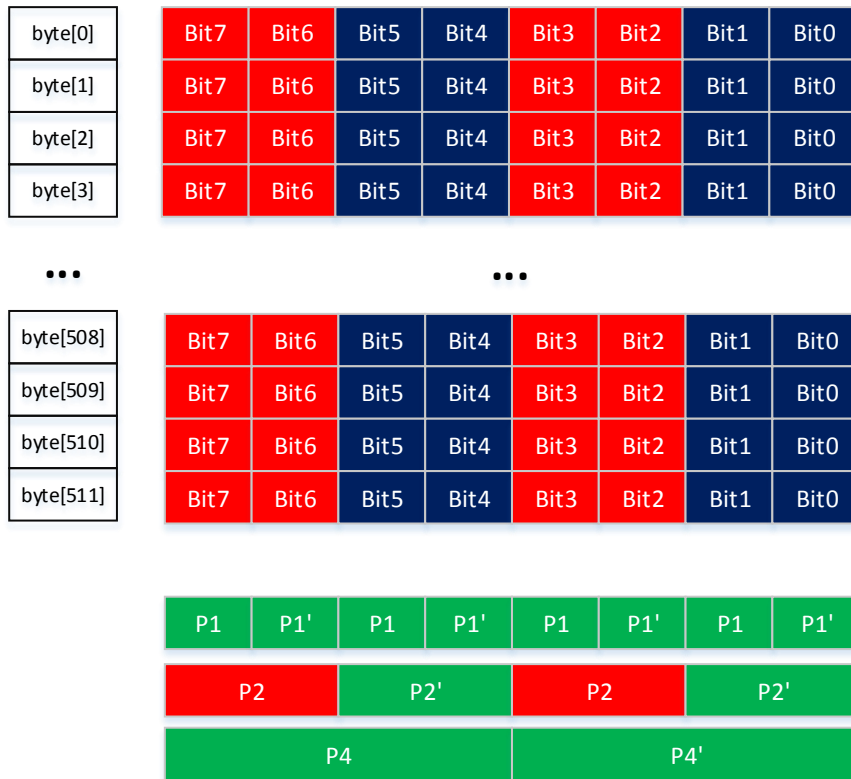 byte[0] Bit7 Bit6 Bit5 Bit4 Bit3 Bit2 Bit1 Bit0
byte[1] Bit7 Bit6 Bit5 Bit4 Bit3 Bit2 Bit1 Bit0
byte[2] Bit7 Bit6 Bit5 Bit4 Bit3 Bit2 Bit1 Bit0
byte[3] Bit7 Bit6 Bit5 Bit4 Bit3 Bit2 Bit1 Bit0
... ...
byte[508] Bit7 Bit6 Bit5 Bit4 Bit3 Bit2 Bit1 Bit0
byte[509] Bit7 Bit6 Bit5 Bit4 Bit3 Bit2 Bit1 Bit0
byte[510] Bit7 Bit6 Bit5 Bit4 Bit3 Bit2 Bit1 Bit0
byte[511] Bit7 Bit6 Bit5 Bit4 Bit3 Bit2 Bit1 Bit0
P1 P1' P1 P1' P1 P1' P1 P1'
P2 P2' P2 P2'
P4 P4'